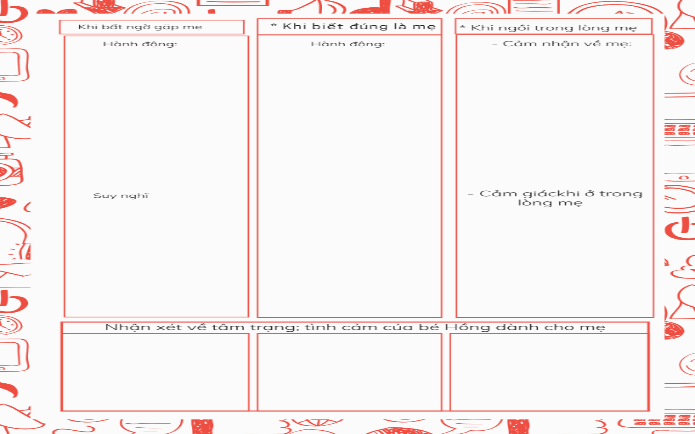 Khi bất ngờ gặp mẹ
Hành động:
Suy nghĩ
* Khi biết đúng là mẹ
Hành động:
* Khi ngồi trong lòng mẹ
- Cảm nhận về mẹ:
- Cảm giáckhi ở trong
lòng mẹ
Nhận xét về tâm trạng; tình cảm của bé Hồng dành cho mẹ